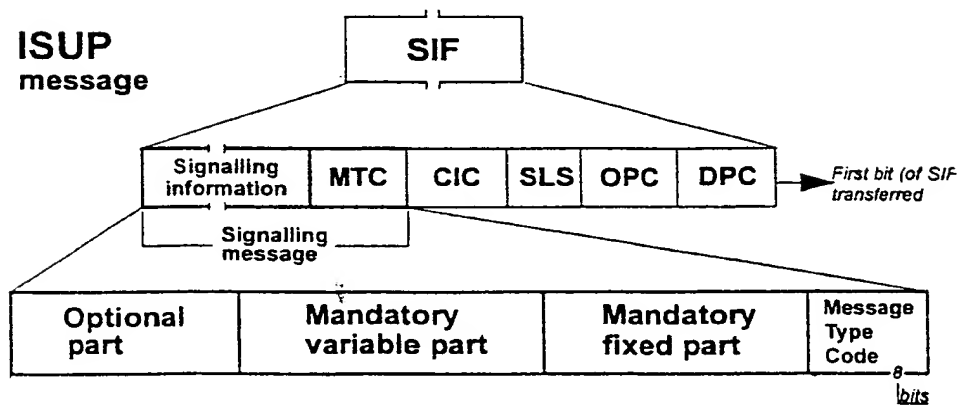 ISUP
message
SIF
Signalling
information
MTC
CIC
SLS
OPC
DPC
First bit (of SIF
transferred
Signalling
message
Optional
part
Mandatory
variable part
Mandatory
fixed part
Message
Type
Code
8
bits